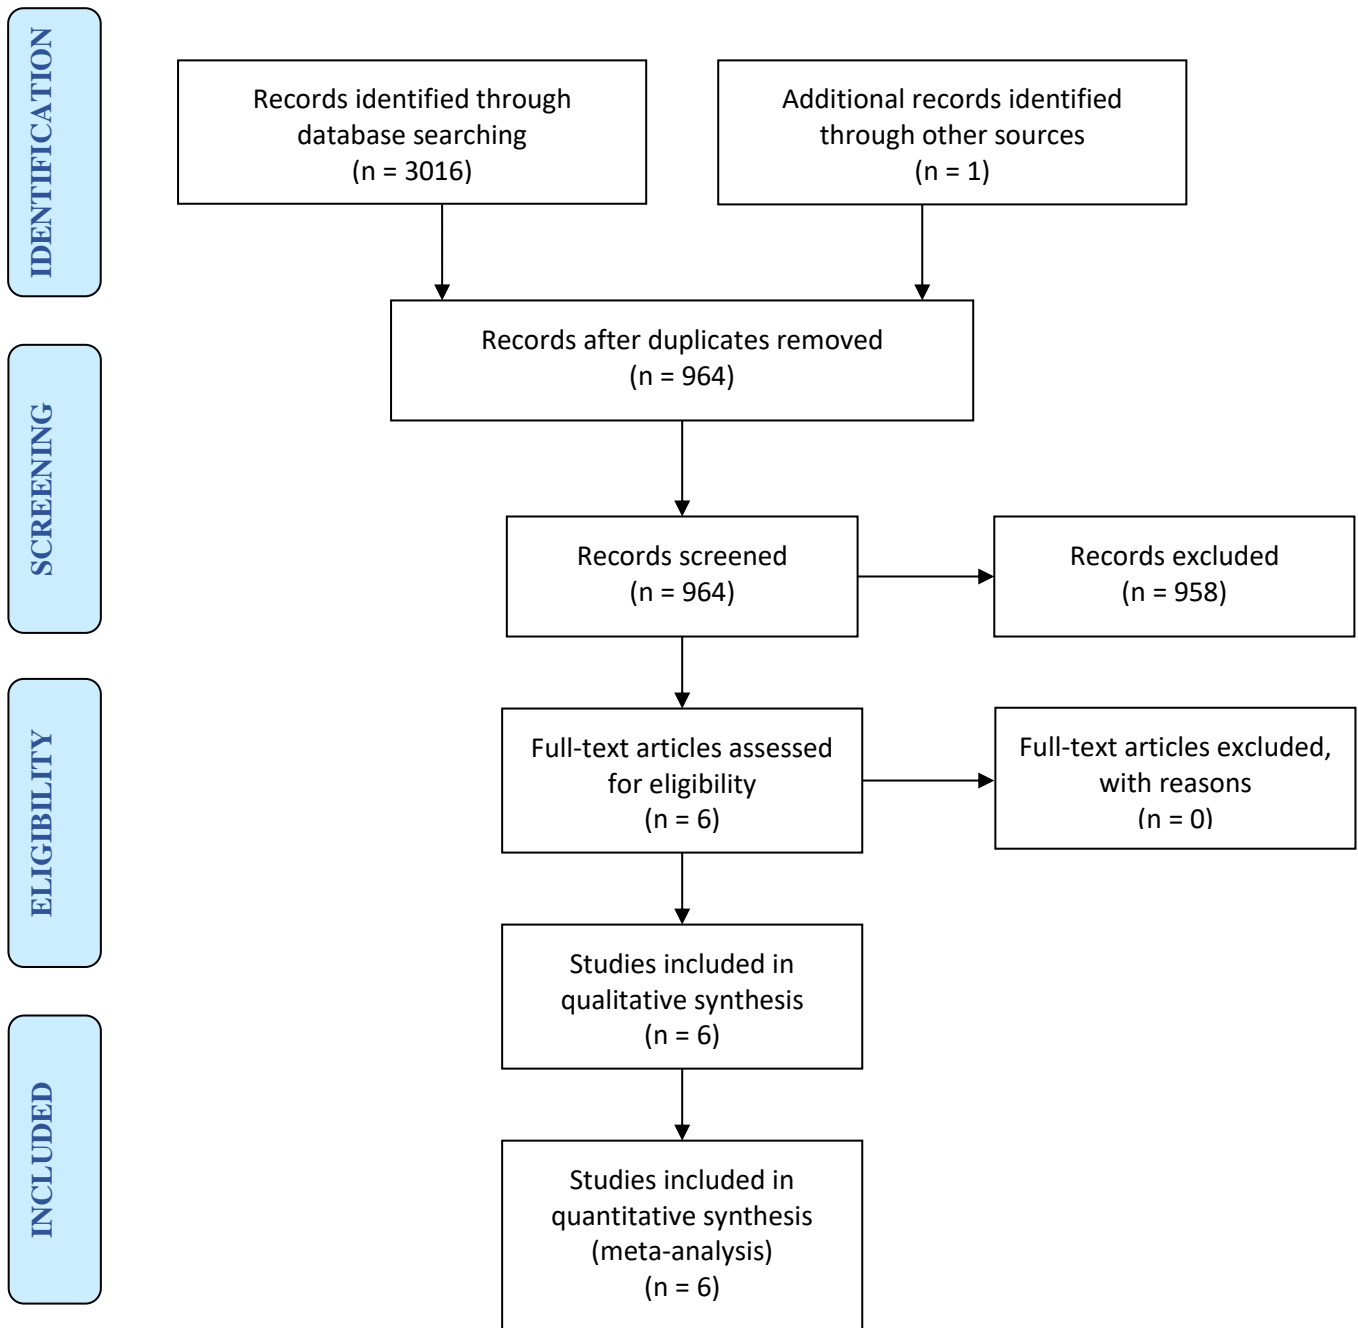 IDENTIFICATION
Records identified through
database searching
(n = 3016)
Additional records identified
through other sources
(n = 1)
Records after duplicates removed
(n = 964)
SCREENING
Records screened
(n = 964)
Records excluded
(n = 958)
ELIGIBILITY
Full-text articles assessed
for eligibility
(n = 6)
Full-text articles excluded,
with reasons
(n = 0)
Studies included in
qualitative synthesis
(n = 6)
INCLUDED
Studies included in
quantitative synthesis
(meta-analysis)
(n = 6)